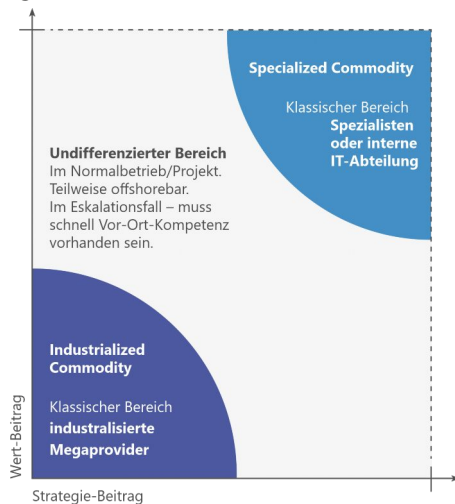 Specialized Commodity
Klassischer Bereich
Spezialisten
oder interne
IT-Abteilung
Undifferenzierter Bereich
Im Normalbetrieb/Projekt.
Teilweise offshorebar.
Im Eskalationsfall – muss
schnell Vor-Ort-Kompetenz
vorhanden sein.
Industrialized
Commodity
Klassischer Bereich
industralisierte
Megaprovider
Wert-Beitrag
Strategie-Beitrag